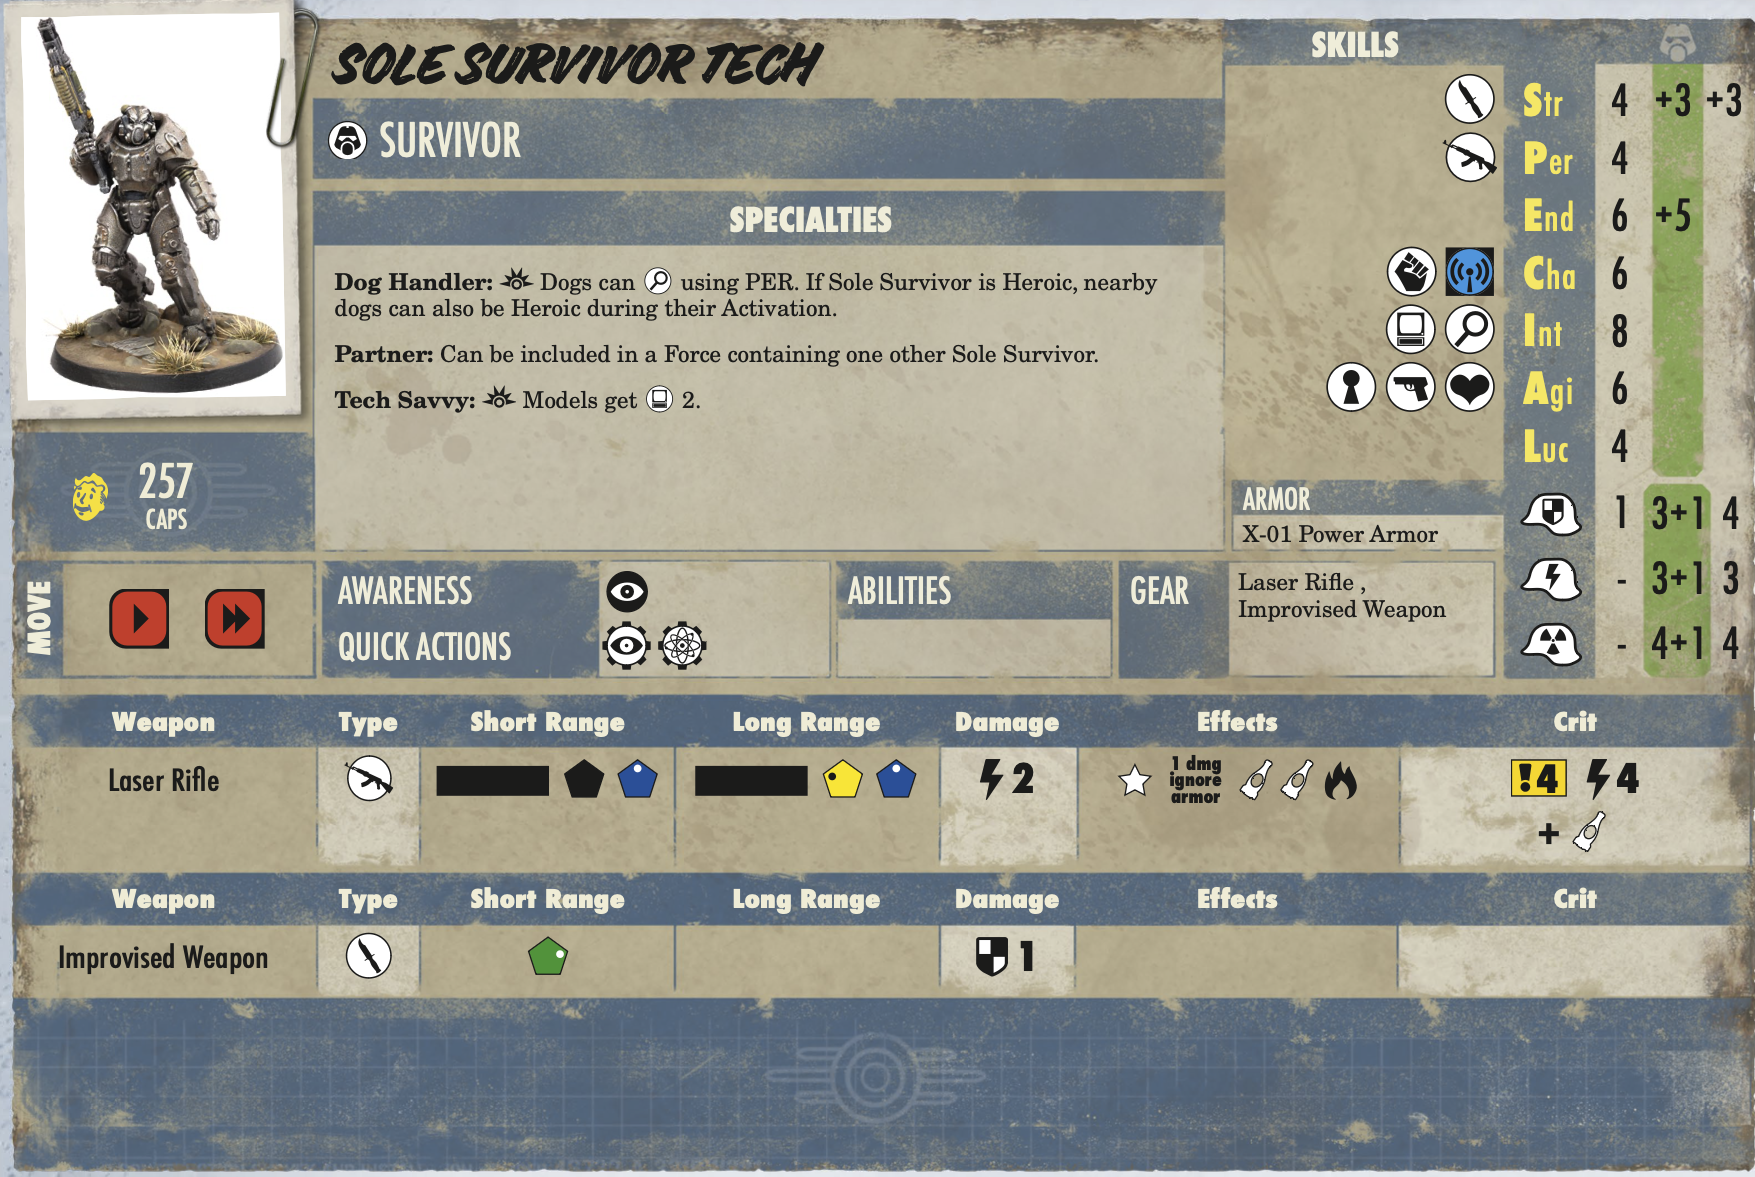 SOLE SURVIVOR TECH
SURVIVOR
SPECIALTIES
Dog Handler: Dogs can using PER. If Sole Survivor is Heroic, nearby
dogs can also be Heroic during their Activation.
Partner: Can be included in a Force containing one other Sole Survivor.
Tech Savvy: Models get 2.
257
CAPS
SKILLS
Str 4 +3 +3
Per 4
End 6 +5
Cha 6
Int 8
Agi 6
Luc 4
ARMOR
X-01 Power Armor
1 3+1 4
- 3+1 3
- 4+1 4
MOVE
AWARENESS
QUICK ACTIONS
ABILITIES
GEAR
Laser Rifle ,
Improvised Weapon
Weapon Type Short Range Long Range Damage Effects Crit
Laser Rifle 2 1 dmg ignore armor !4 4
+
Weapon Type Short Range Long Range Damage Effects Crit
Improvised Weapon 1